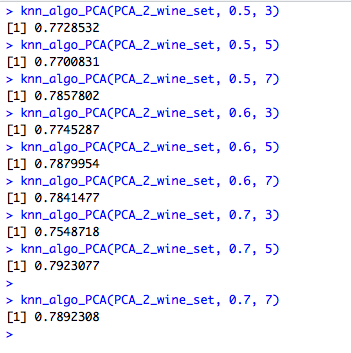 > knn_algo_PCA(PCA_2_wine_set, 0.5, 3)
[1] 0.7728532
> knn_algo_PCA(PCA_2_wine_set, 0.5, 5)
[1] 0.7700831
> knn_algo_PCA(PCA_2_wine_set, 0.5, 7)
[1] 0.7857802
> knn_algo_PCA(PCA_2_wine_set, 0.6, 3)
[1] 0.7745287
> knn_algo_PCA(PCA_2_wine_set, 0.6, 5)
[1] 0.7879954
> knn_algo_PCA(PCA_2_wine_set, 0.6, 7)
[1] 0.7841477
> knn_algo_PCA(PCA_2_wine_set, 0.7, 3)
[1] 0.7548718
> knn_algo_PCA(PCA_2_wine_set, 0.7, 5)
[1] 0.7923077
>
> knn_algo_PCA(PCA_2_wine_set, 0.7, 7)
[1] 0.7892308
>